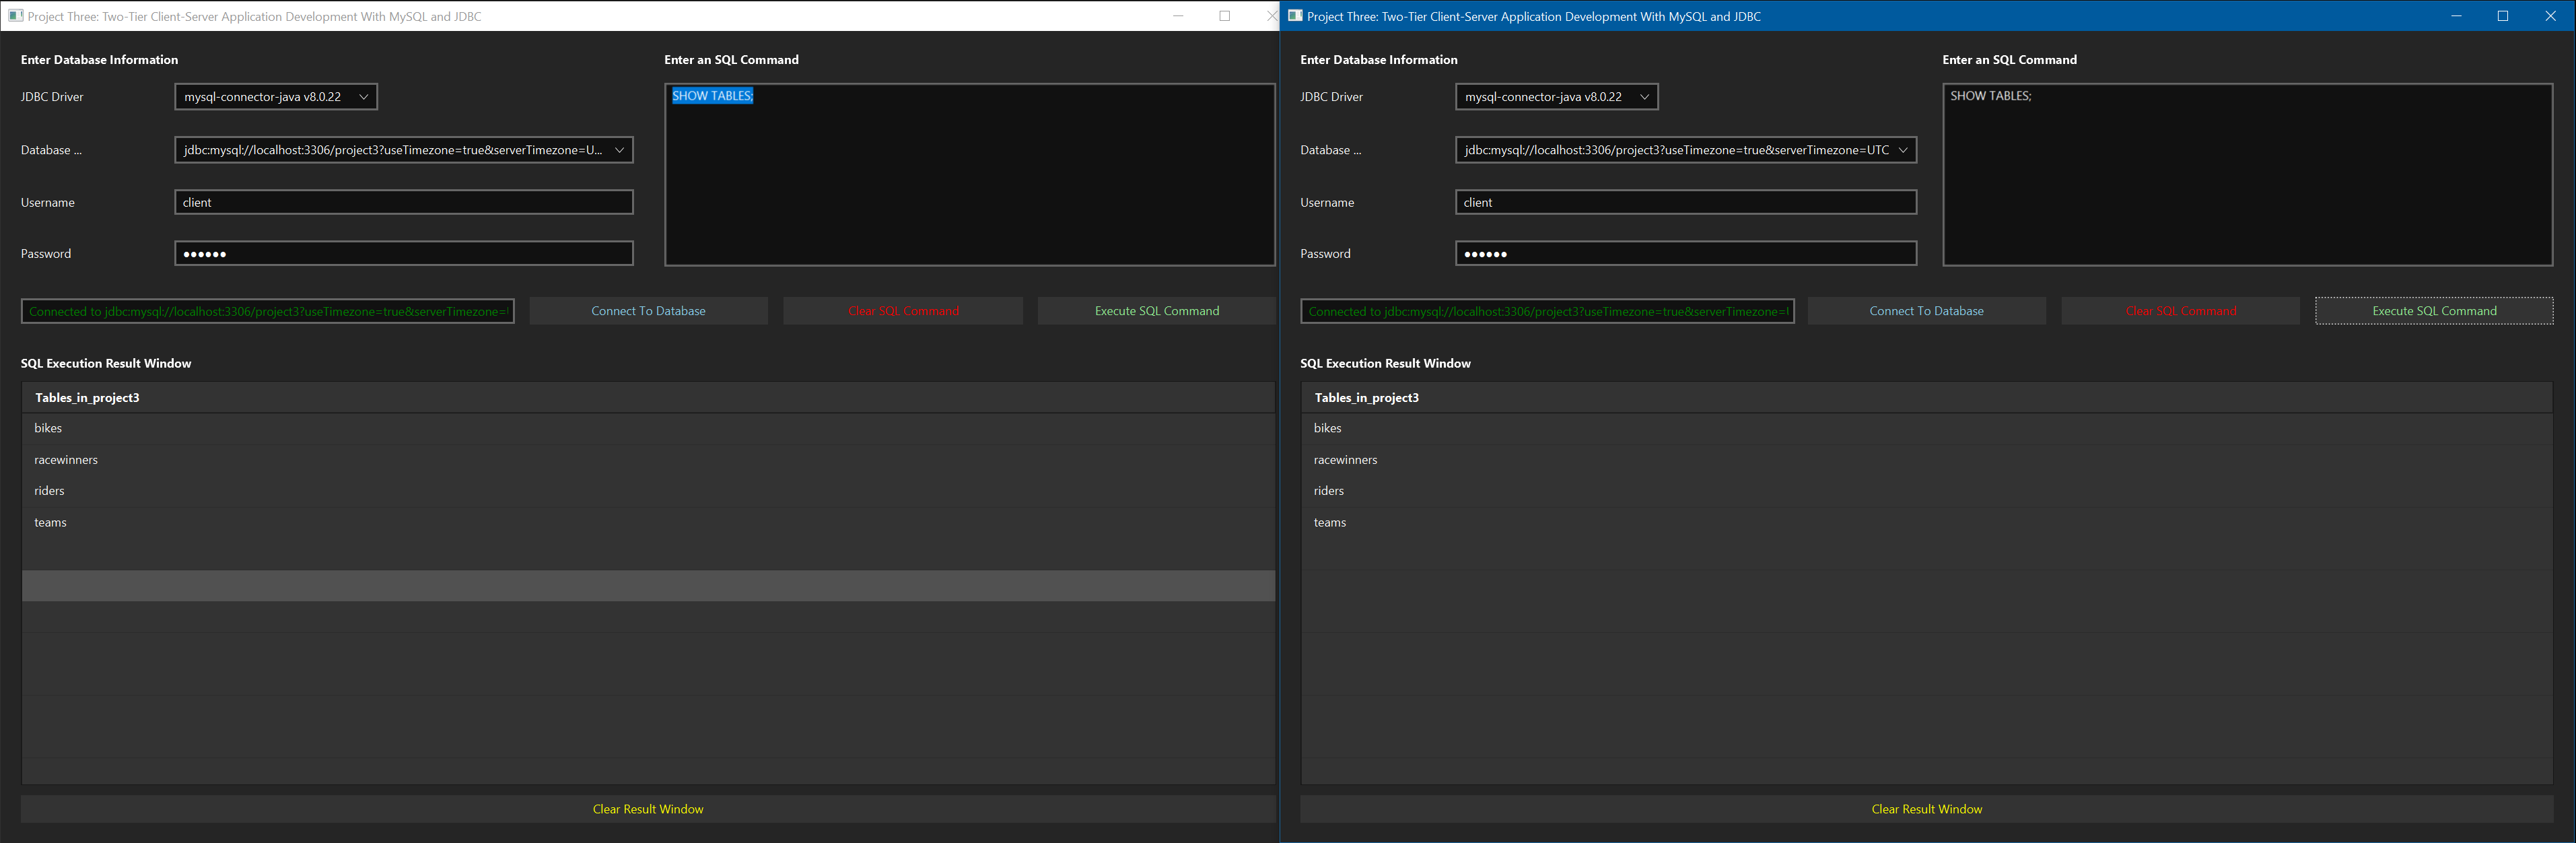 Project Three: Two-Tier Client-Server Application Development With MySQL and JDBC
Enter Database Information
Enter an SQL Command
JDBC Driver
mysql-connector-java v8.0.22
SHOW TABLES;
Database ...
jdbc:mysql://localhost:3306/project3?useTimezone=true&serverTimezone=U...
Username
client
Password
●●●●●●
Connected to jdbc:mysql://localhost:3306/project3?useTimezone=true&serverTimezone=
Connect To Database
Clear SQL Command
Execute SQL Command
SQL Execution Result Window
Tables_in_project3
bikes
racewinners
riders
teams
Clear Result Window
Project Three: Two-Tier Client-Server Application Development With MySQL and JDBC
Enter Database Information
Enter an SQL Command
JDBC Driver
mysql-connector-java v8.0.22
SHOW TABLES;
Database ...
jdbc:mysql://localhost:3306/project3?useTimezone=true&serverTimezone=UTC
Username
client
Password
●●●●●●
Connected to jdbc:mysql://localhost:3306/project3?useTimezone=true&serverTimezone=
Connect To Database
Clear SQL Command
Execute SQL Command
SQL Execution Result Window
Tables_in_project3
bikes
racewinners
riders
teams
Clear Result Window